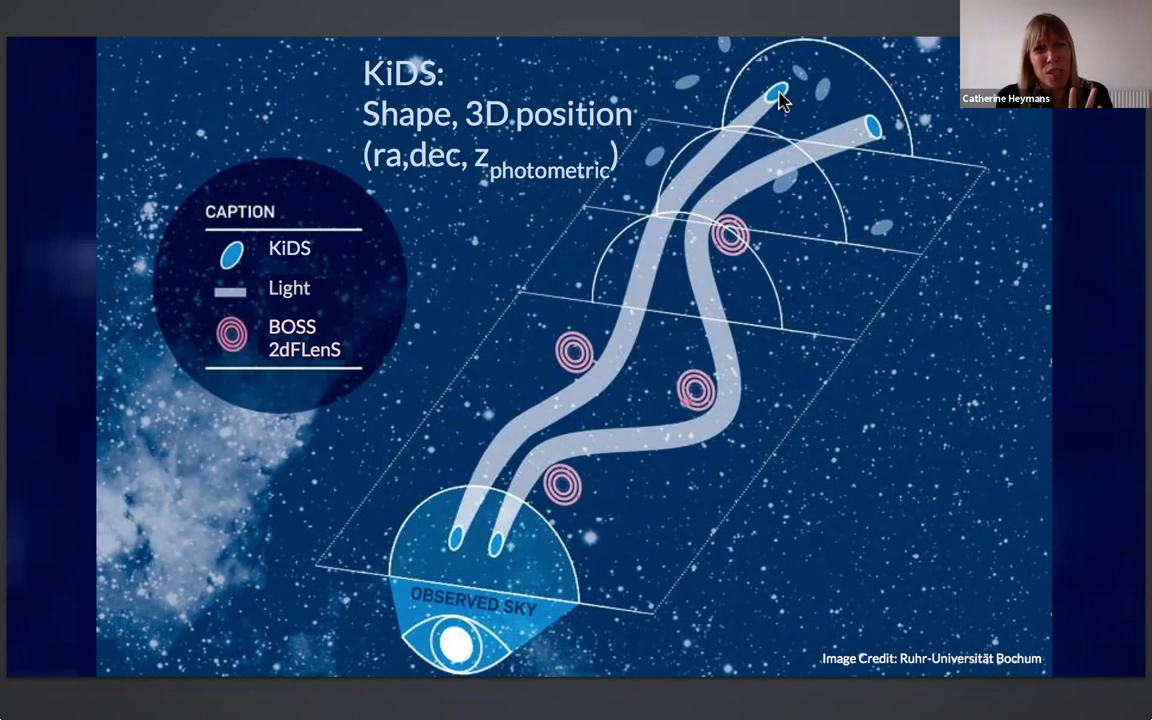 KiDS:
Shape, 3D position
(ra,dec, zphotometric)
Catherine Heymans
CAPTION
KiDS
Light
BOSS
2dFLenS
OBSERVED SKY
Image Credit: Ruhr-Universität Bochum